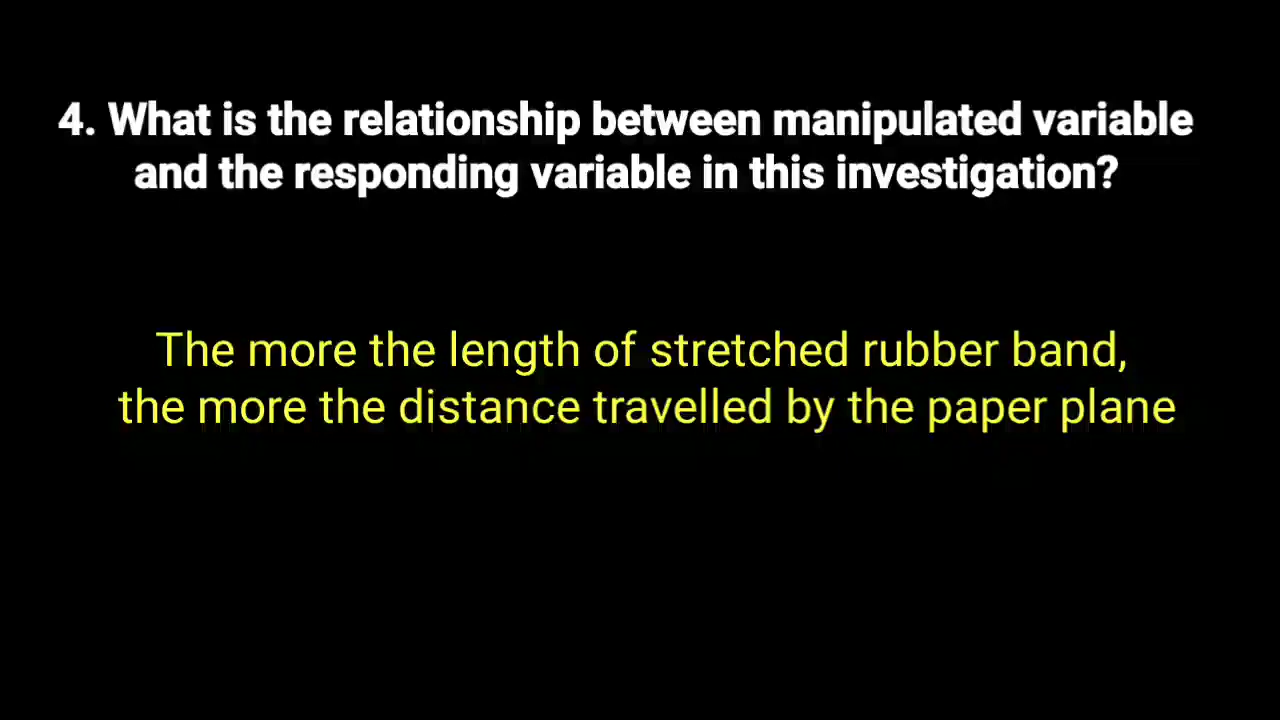 4. What is the relationship between manipulated variable
and the responding variable in this investigation?
The more the length of stretched rubber band,
the more the distance travelled by the paper plane